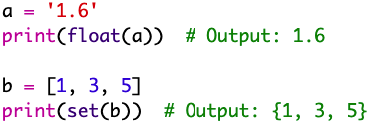 a = '1.6'
print(float(a))  # Output: 1.6

b = [1, 3, 5]
print(set(b))  # Output: {1, 3, 5}